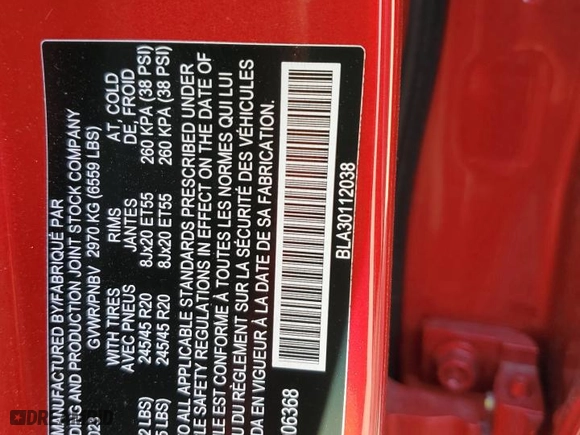 MANUFACTURED BY/FABRIQUÉ PAR
DING AND PRODUCTION JOINT STOCK COMPANY
GVWR/PNBV 2970 KG (6559 LBS)
WITH TIRES RIMS AT, COLD
AVEC PNEUS JANTES DE, FROID
245/45 R20 8Jx20 ET55 260 KPA (38 PSI)
245/45 R20 8Jx20 ET55 260 KPA (38 PSI)
TO ALL APPLICABLE STANDARDS PRESCRIBED UNDER
LE SAFETY REGULATIONS IN EFFECT ON THE DATE OF
LE EST CONFORME A TOUTES LES NORMES QUI LUI
U DU RÉGLEMENT SUR LA SÉCURITÉ DES VÉHICULES
DA EN VIGUEUR À LA DATE DE SA FABRICATION.
06388
BLA30112038
LBS)
LBS)